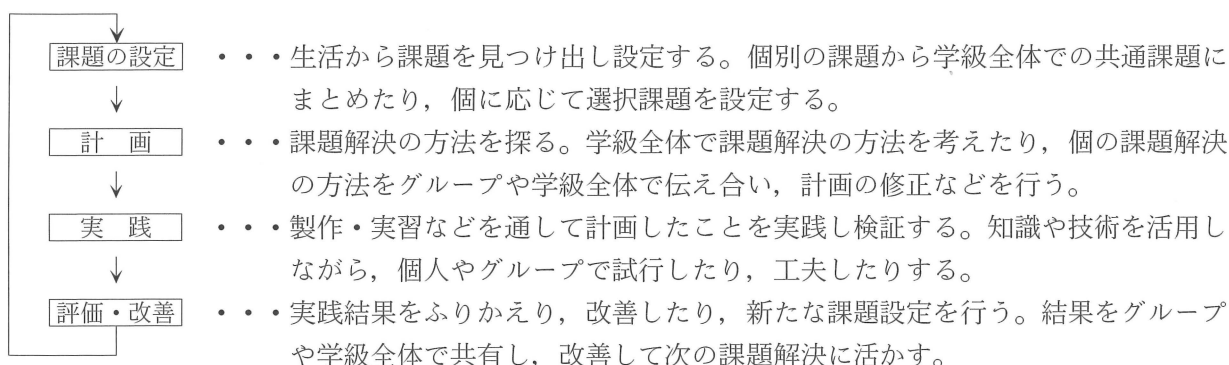 課題の設定 ・・・生活から課題を見つけ出し設定する。個別の課題から学級全体での共通課題に
まとめたり，個に応じて選択課題を設定する。
計　画 ・・・課題解決の方法を探る。学級全体で課題解決の方法を考えたり，個の課題解決
の方法をグループや学級全体で伝え合い，計画の修正などを行う。
実　践 ・・・製作・実習などを通して計画したことを実践し検証する。知識や技術を活用し
ながら，個人やグループで試行したり，工夫したりする。
評価・改善 ・・・実践結果をふりかえり，改善したり，新たな課題設定を行う。結果をグループ
や学級全体で共有し，改善して次の課題解決に活かす。